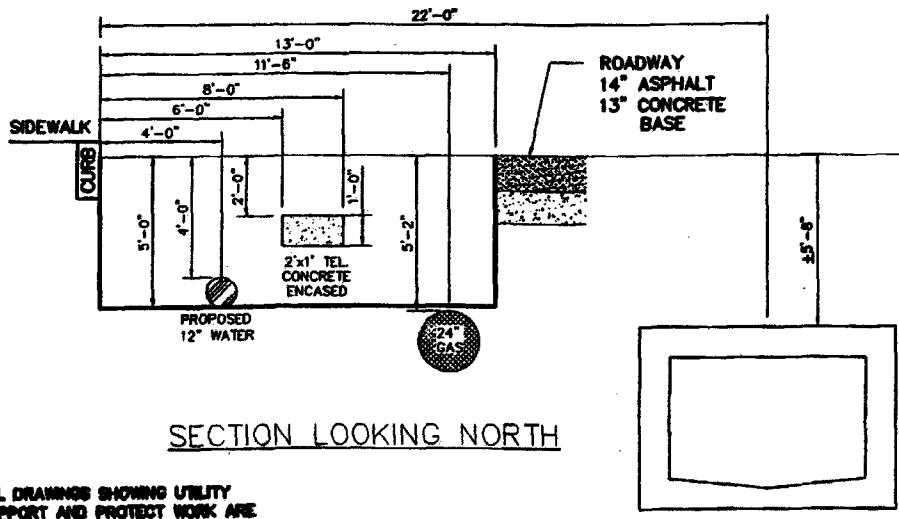 22'-0"
13'-0"
11'-6"
8'-0"
6'-0"
4'-0"
SIDEWALK
CURB
ROADWAY
14" ASPHALT
13" CONCRETE
BASE
5'-0"
4'-0"
2'-0"
1'-0"
5'-2"
±5'-8"
2'x1' TEL.
CONCRETE
ENCASED
PROPOSED
12" WATER
24"
GAS
SECTION LOOKING NORTH
L DRAWINGS SHOWING UTILITY
PPORT AND PROTECT WORK ARE